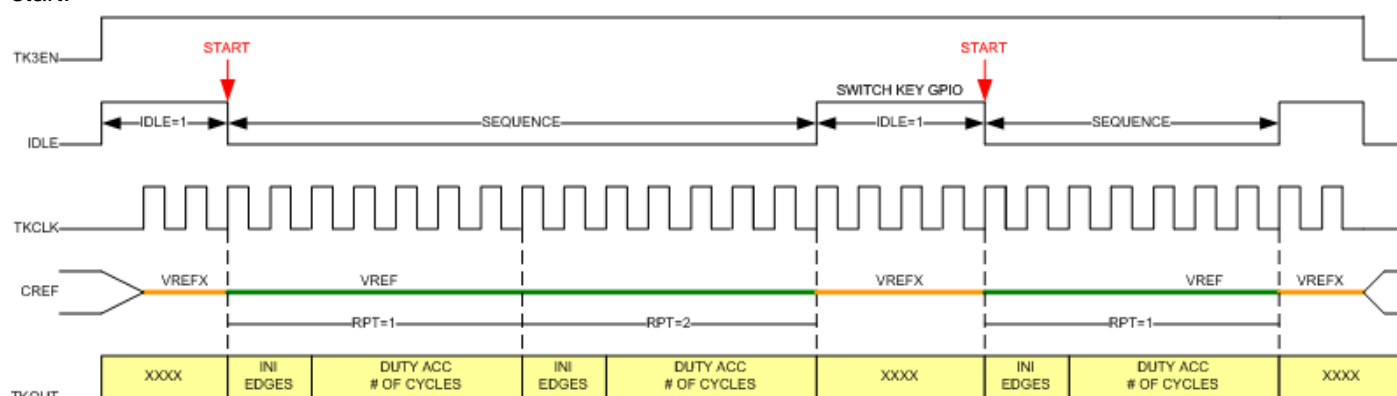 start.
TK3EN
START
START
SWITCH KEY GPIO
IDLE
IDLE=1
SEQUENCE
IDLE=1
SEQUENCE
TKCLK
CREF
VREFX
VREF
VREFX
VREF
VREFX
RPT=1
RPT=2
RPT=1
TKOUT
XXXX
INI
EDGES
DUTY ACC
# OF CYCLES
INI
EDGES
DUTY ACC
# OF CYCLES
XXXX
INI
EDGES
DUTY ACC
# OF CYCLES
XXXX